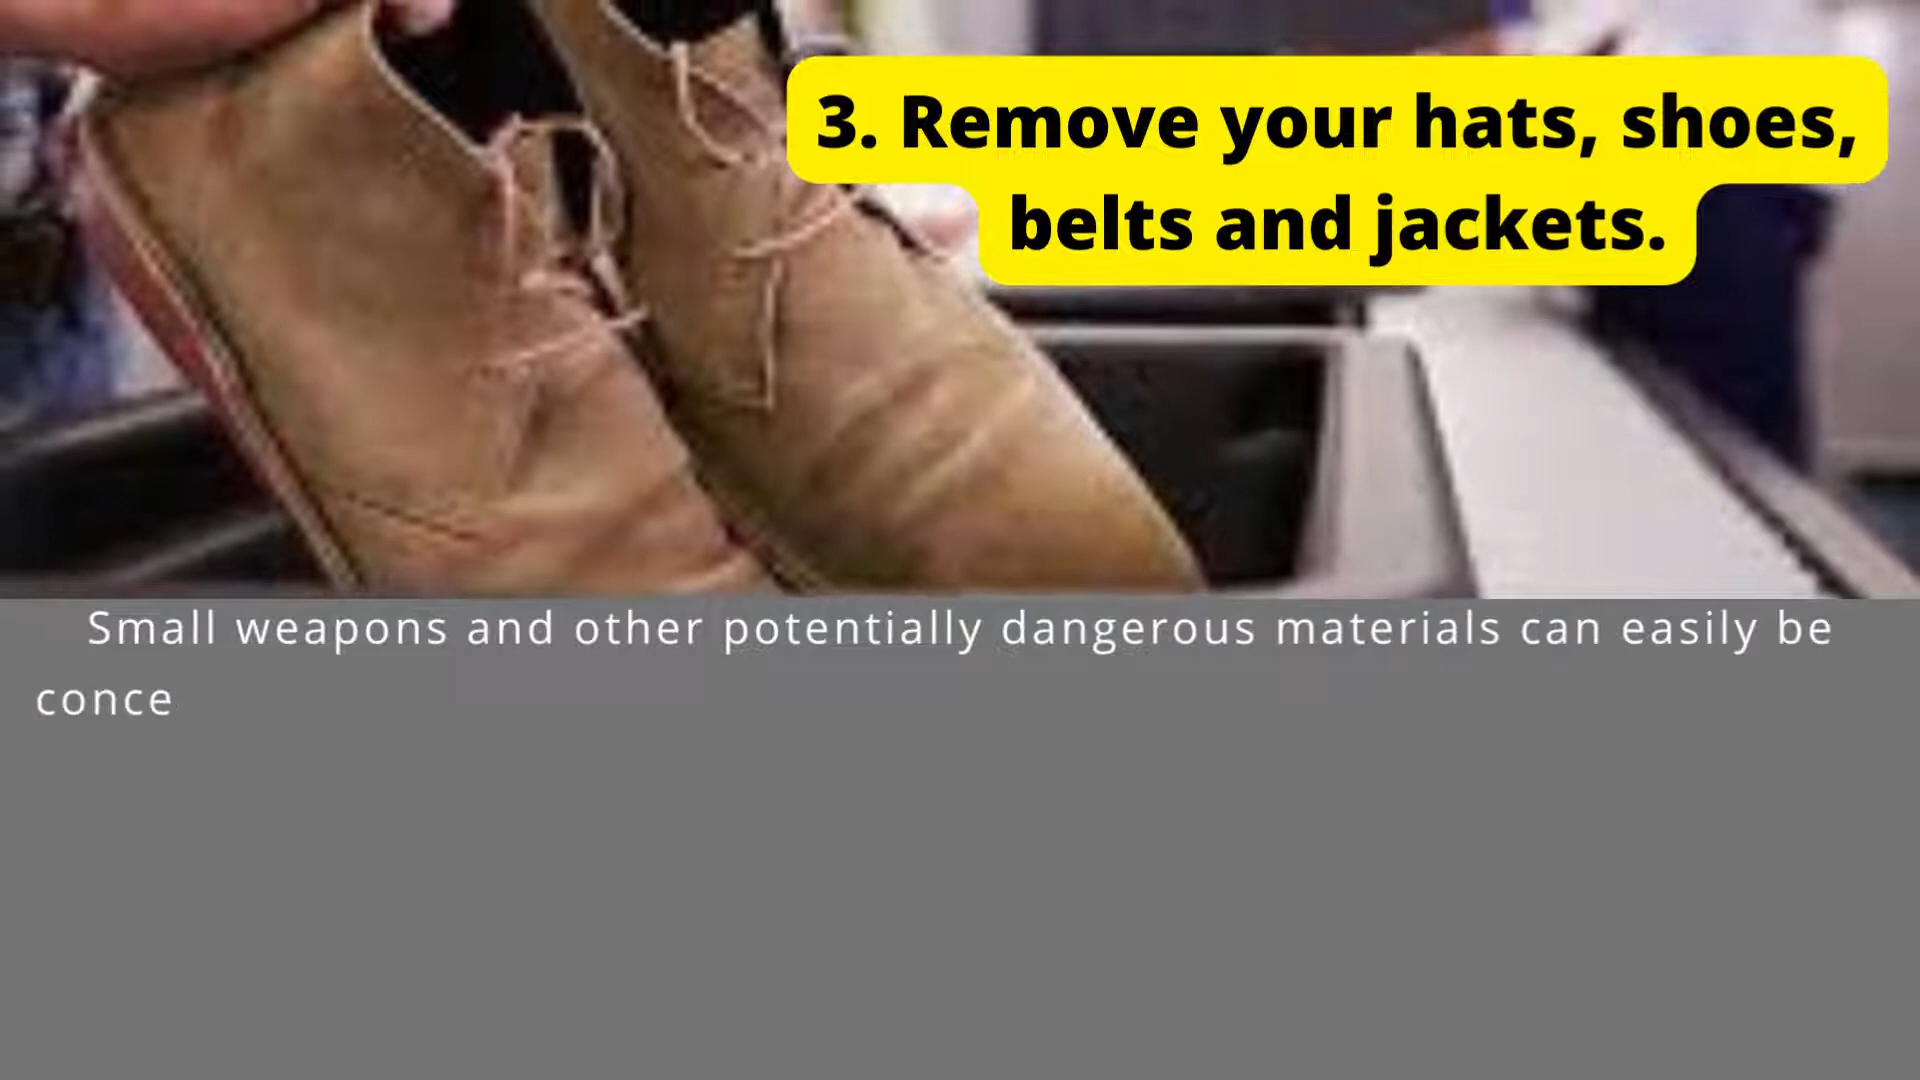 3. Remove your hats, shoes,
belts and jackets.
Small weapons and other potentially dangerous materials can easily be
conce